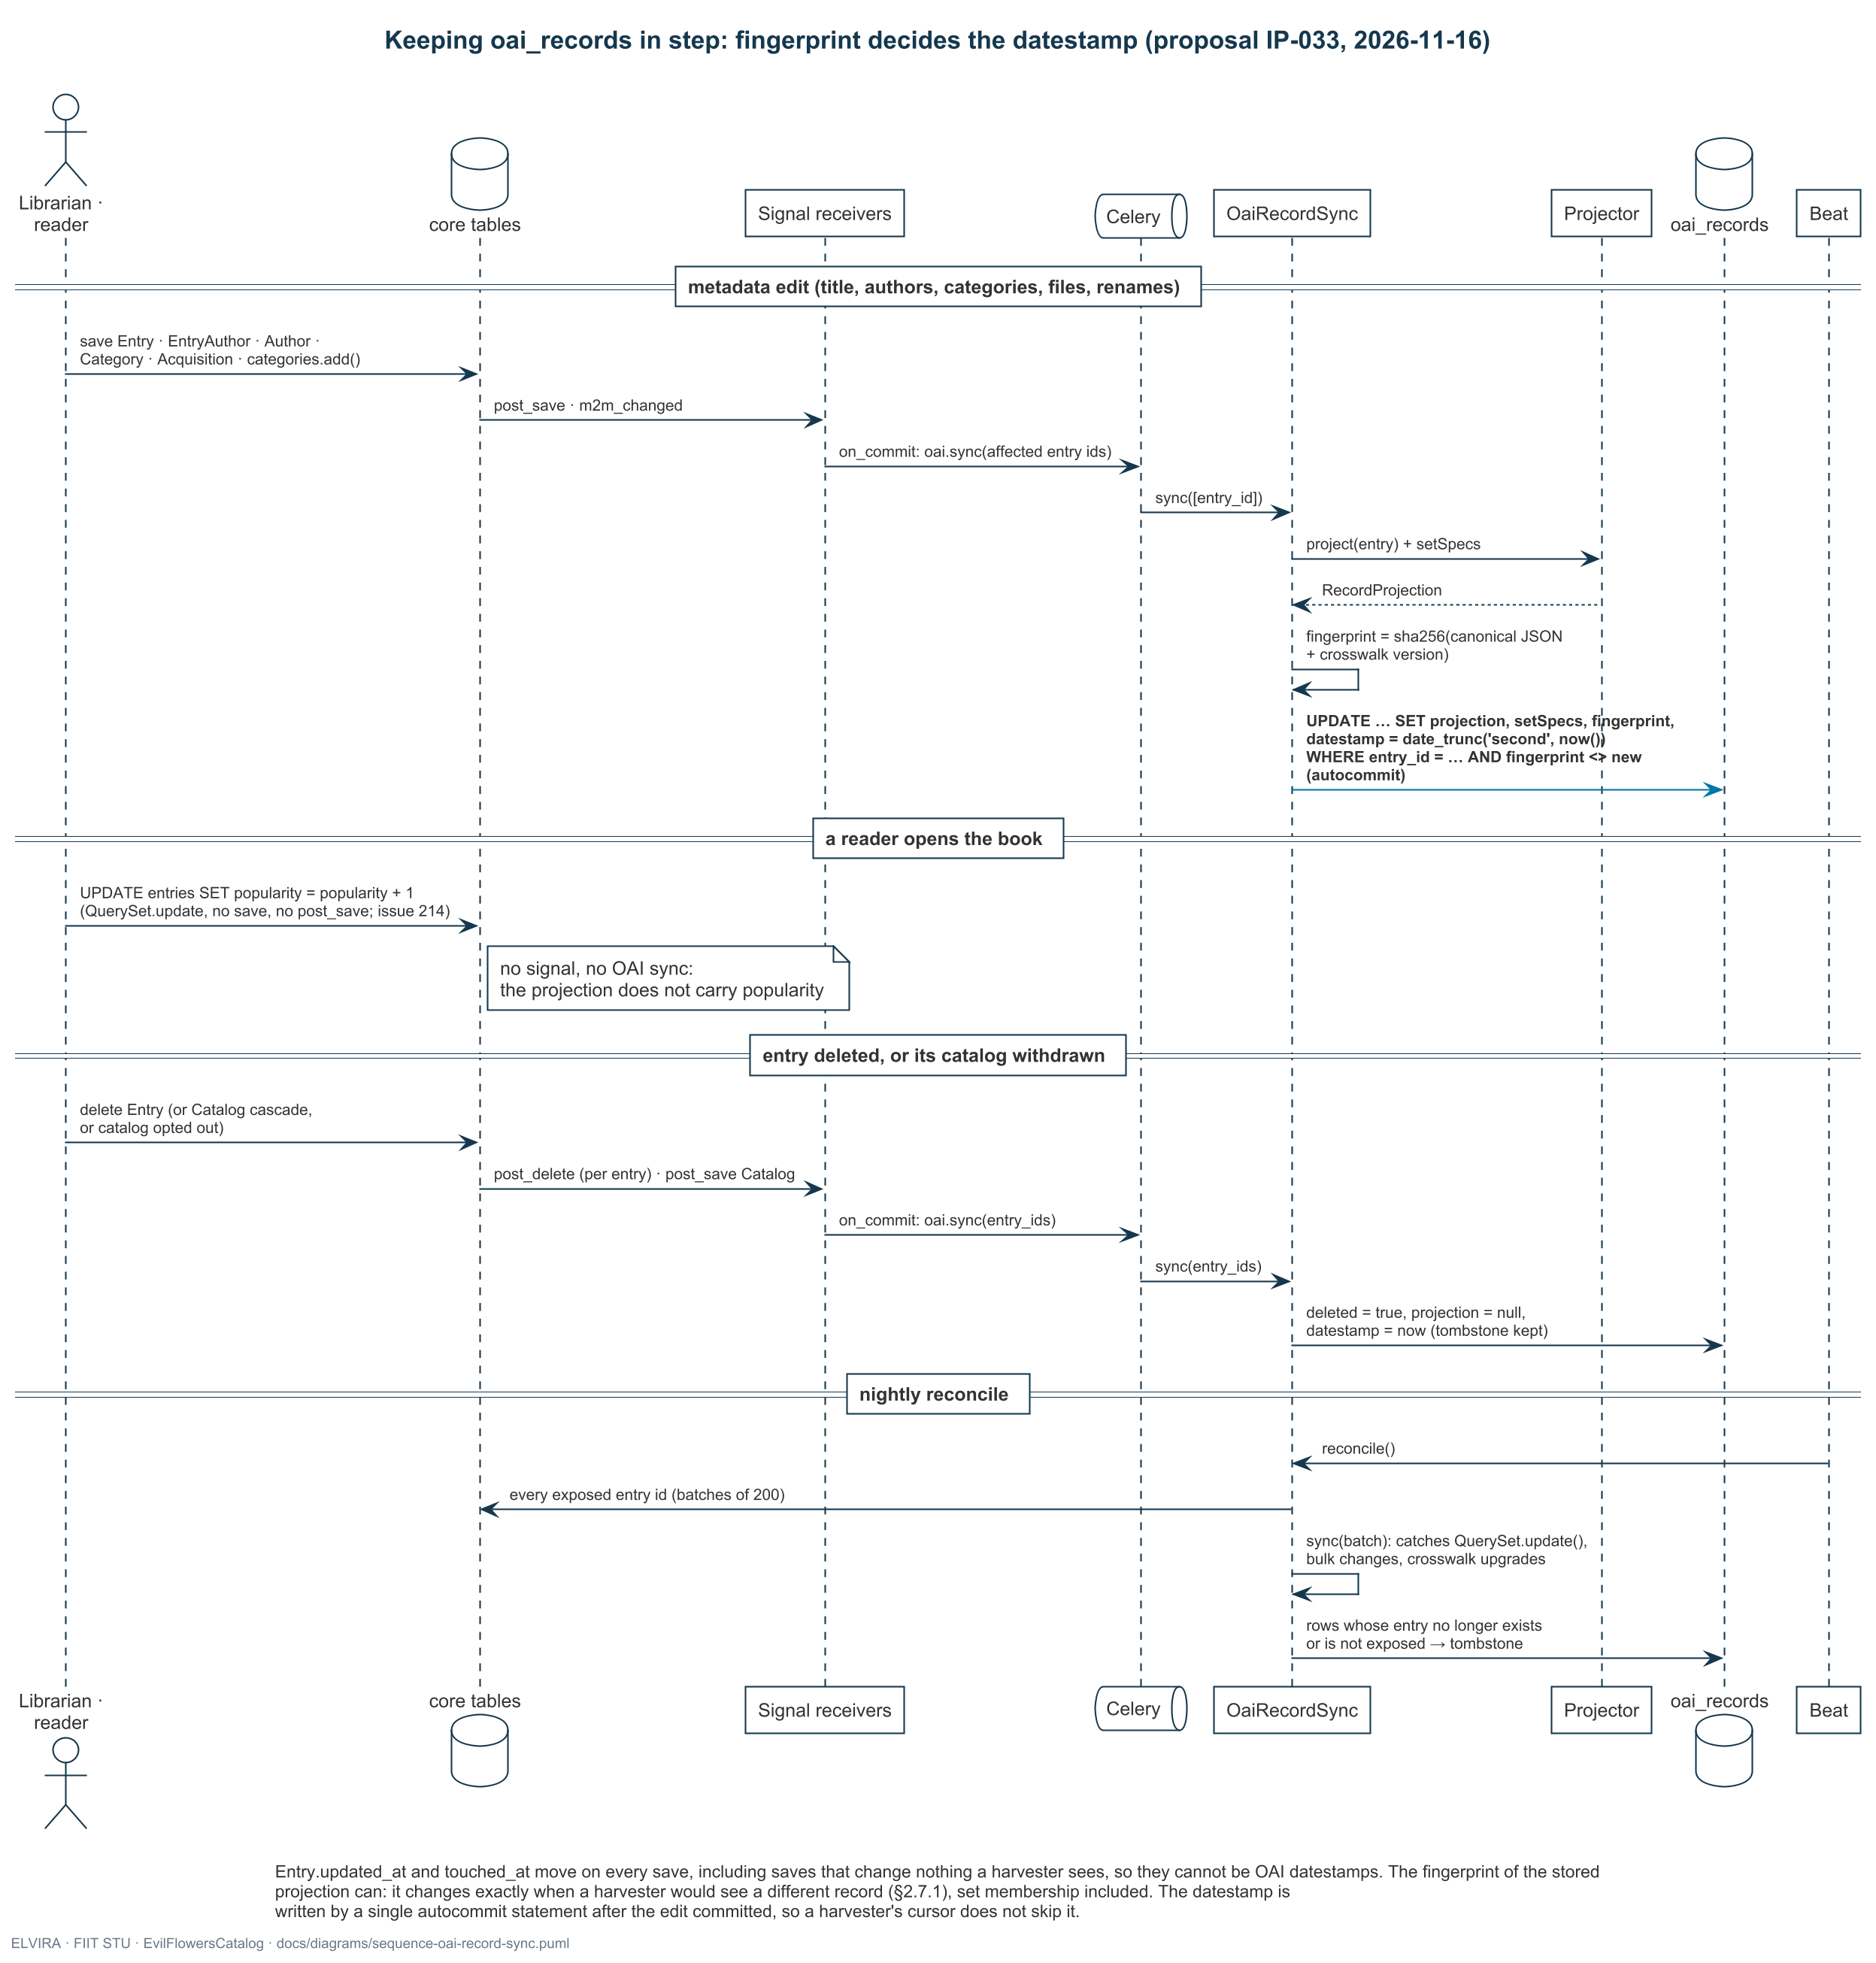 Keeping oai_records in step: fingerprint decides the datestamp (proposal IP-033, 2026-11-16)
Librarian ·
reader
core tables
Signal receivers
Celery
OaiRecordSync
Projector
oai_records
Beat
metadata edit (title, authors, categories, files, renames)
save Entry · EntryAuthor · Author ·
Category · Acquisition · categories.add()
post_save · m2m_changed
on_commit: oai.sync(affected entry ids)
sync([entry_id])
project(entry) + setSpecs
RecordProjection
fingerprint = sha256(canonical JSON
+ crosswalk version)
UPDATE … SET projection, setSpecs, fingerprint,
datestamp = date_trunc('second', now())
WHERE entry_id = … AND fingerprint <> new
(autocommit)
a reader opens the book
UPDATE entries SET popularity = popularity + 1
(QuerySet.update, no save, no post_save; issue 214)
no signal, no OAI sync:
the projection does not carry popularity
entry deleted, or its catalog withdrawn
delete Entry (or Catalog cascade,
or catalog opted out)
post_delete (per entry) · post_save Catalog
on_commit: oai.sync(entry_ids)
sync(entry_ids)
deleted = true, projection = null,
datestamp = now (tombstone kept)
nightly reconcile
reconcile()
every exposed entry id (batches of 200)
sync(batch): catches QuerySet.update(),
bulk changes, crosswalk upgrades
rows whose entry no longer exists
or is not exposed → tombstone
Librarian ·
reader
core tables
Signal receivers
Celery
OaiRecordSync
Projector
oai_records
Beat
Entry.updated_at and touched_at move on every save, including saves that change nothing a harvester sees, so they cannot be OAI datestamps. The fingerprint of the stored
projection can: it changes exactly when a harvester would see a different record (§2.7.1), set membership included. The datestamp is
written by a single autocommit statement after the edit committed, so a harvester's cursor does not skip it.
ELVIRA · FIIT STU · EvilFlowersCatalog · docs/diagrams/sequence-oai-record-sync.puml